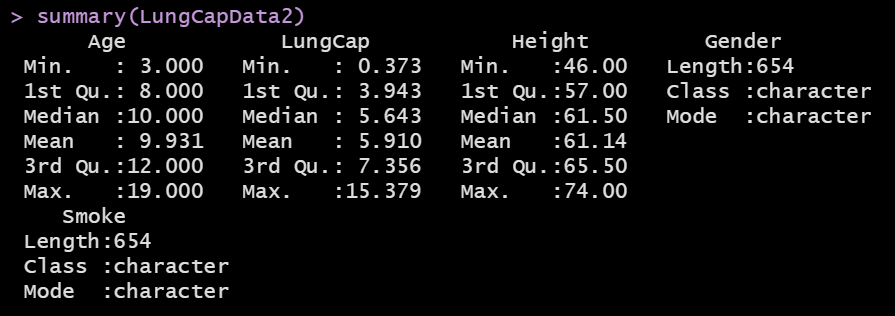 > summary(LungCapData2)
      Age            LungCap           Height         Gender
 Min.   : 3.000   Min.   : 0.373   Min.   :46.00   Length:654
 1st Qu.: 8.000   1st Qu.: 3.943   1st Qu.:57.00   Class :character
 Median :10.000   Median : 5.643   Median :61.50   Mode  :character
 Mean   : 9.931   Mean   : 5.910   Mean   :61.14
 3rd Qu.:12.000   3rd Qu.: 7.356   3rd Qu.:65.50
 Max.   :19.000   Max.   :15.379   Max.   :74.00
    Smoke
 Length:654
 Class :character
 Mode  :character